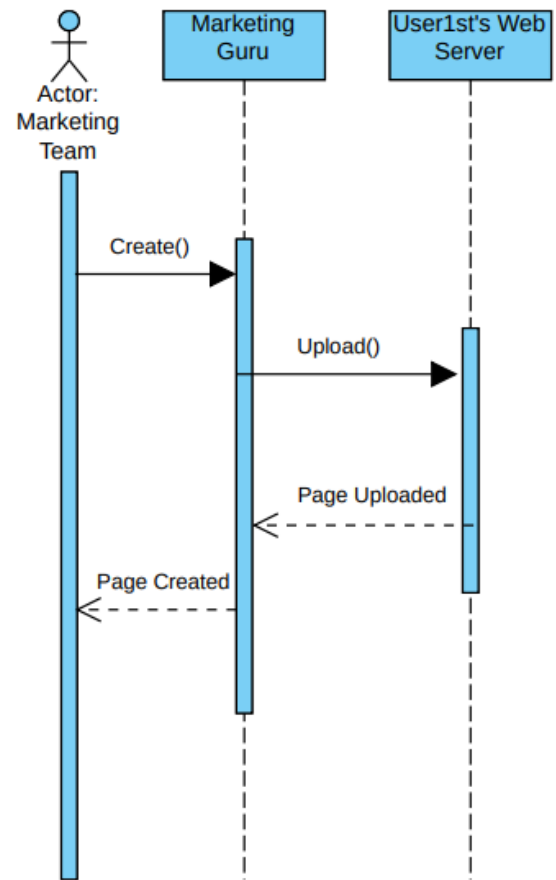 Marketing
Guru
User1st's Web
Server
Actor:
Marketing
Team
Create()
Upload()
Page Uploaded
Page Created